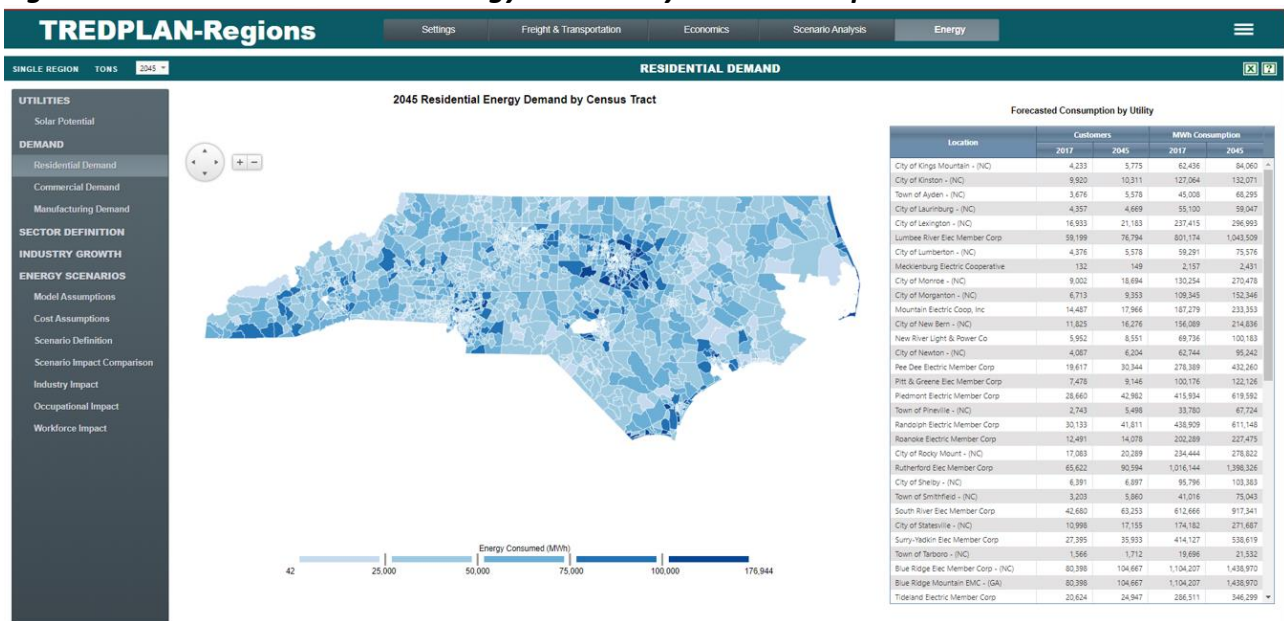 TREDPLAN-Regions
Settings
Freight & Transportation
Economics
Scenario Analysis
Energy
SINGLE REGION TONS 2045
RESIDENTIAL DEMAND
X ?
UTILITIES
Solar Potential
DEMAND
Residential Demand
Commercial Demand
Manufacturing Demand
SECTOR DEFINITION
INDUSTRY GROWTH
ENERGY SCENARIOS
Model Assumptions
Cost Assumptions
Scenario Definition
Scenario Impact Comparison
Industry Impact
Occupational Impact
Workforce Impact
2045 Residential Energy Demand by Census Tract
+ −
Energy Consumed (MWh)
42 25,000 50,000 75,000 100,000 176,944
Forecasted Consumption by Utility
Location Customers MWh Consumption
2017 2045 2017 2045
City of Kings Mountain - (NC) 4,233 5,775 62,436 84,060
City of Kinston - (NC) 9,920 10,311 127,064 132,071
Town of Ayden - (NC) 3,676 5,578 45,008 68,295
City of Laurinburg - (NC) 4,357 4,669 55,100 59,047
City of Lexington - (NC) 16,933 21,183 237,415 296,993
Lumbee River Elec Member Corp 59,199 76,794 801,174 1,043,509
City of Lumberton - (NC) 4,376 5,578 59,291 75,576
Mecklenburg Electric Cooperative 132 149 2,157 2,431
City of Monroe - (NC) 9,002 18,694 130,254 270,478
City of Morganton - (NC) 6,713 9,353 109,345 152,346
Mountain Electric Coop, Inc 14,487 17,966 187,279 233,353
City of New Bern - (NC) 11,825 16,276 156,089 214,836
New River Light & Power Co 5,952 8,551 69,736 100,183
City of Newton - (NC) 4,087 6,204 62,744 95,242
Pee Dee Electric Member Corp 19,617 30,344 278,389 432,260
Pitt & Greene Elec Member Corp 7,478 9,146 100,176 122,126
Piedmont Electric Member Corp 28,660 42,982 415,934 619,592
Town of Pineville - (NC) 2,743 5,498 33,780 67,724
Randolph Electric Member Corp 30,133 41,811 438,909 611,148
Roanoke Electric Member Corp 12,491 14,078 202,289 227,475
City of Rocky Mount - (NC) 17,083 20,289 234,444 278,822
Rutherford Elec Member Corp 65,622 90,594 1,016,144 1,398,326
City of Shelby - (NC) 6,391 6,897 95,796 103,383
Town of Smithfield - (NC) 3,203 5,860 41,016 75,043
South River Elec Member Corp 42,680 63,253 612,666 917,341
City of Statesville - (NC) 10,998 17,155 174,182 271,687
Surry-Yadkin Elec Member Corp 27,395 35,933 414,127 538,619
Town of Tarboro - (NC) 1,566 1,712 19,696 21,532
Blue Ridge Elec Member Corp - (NC) 80,398 104,667 1,104,207 1,438,970
Blue Ridge Mountain EMC - (GA) 80,398 104,667 1,104,207 1,438,970
Tideland Electric Member Corp 20,624 24,947 286,511 346,299